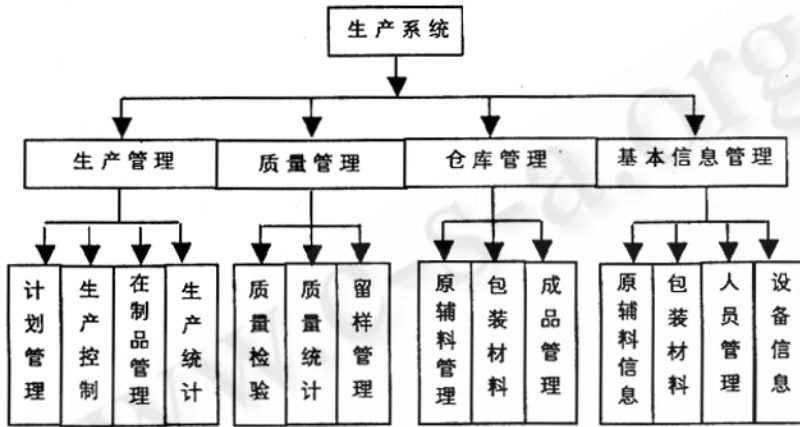 生产系统
生产管理
质量管理
仓库管理
基本信息管理
计划管理
生产控制
在制品管理
生产统计
质量检验
质量统计
留样管理
原辅料管理
包装材料
成品管理
原辅料信息
包装材料
人员管理
设备信息
www.c-s-a.org